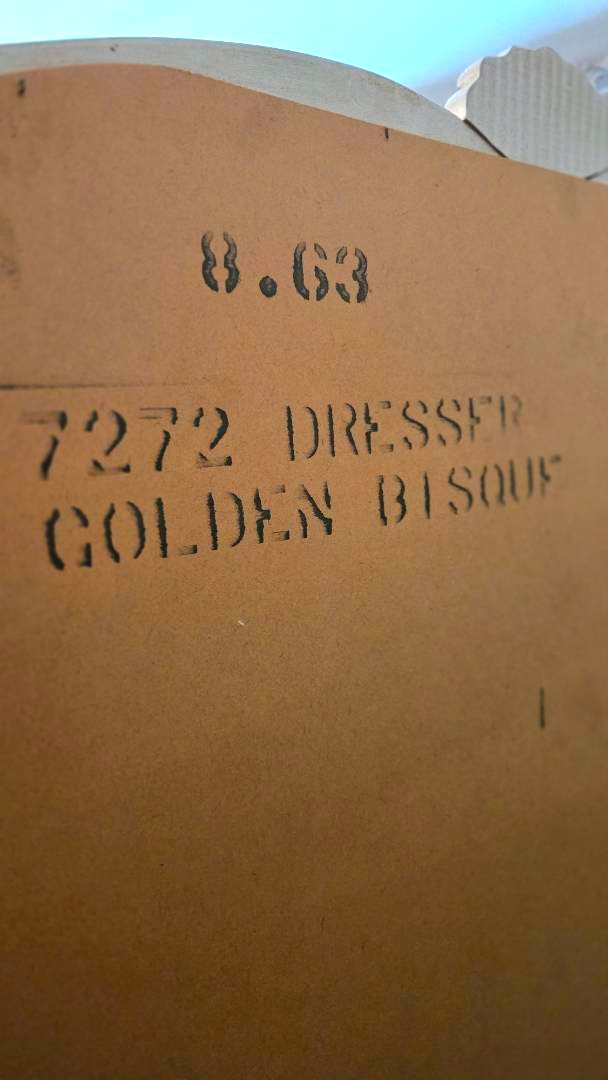 8.63
7272 DRESSER
GOLDEN BISQUE